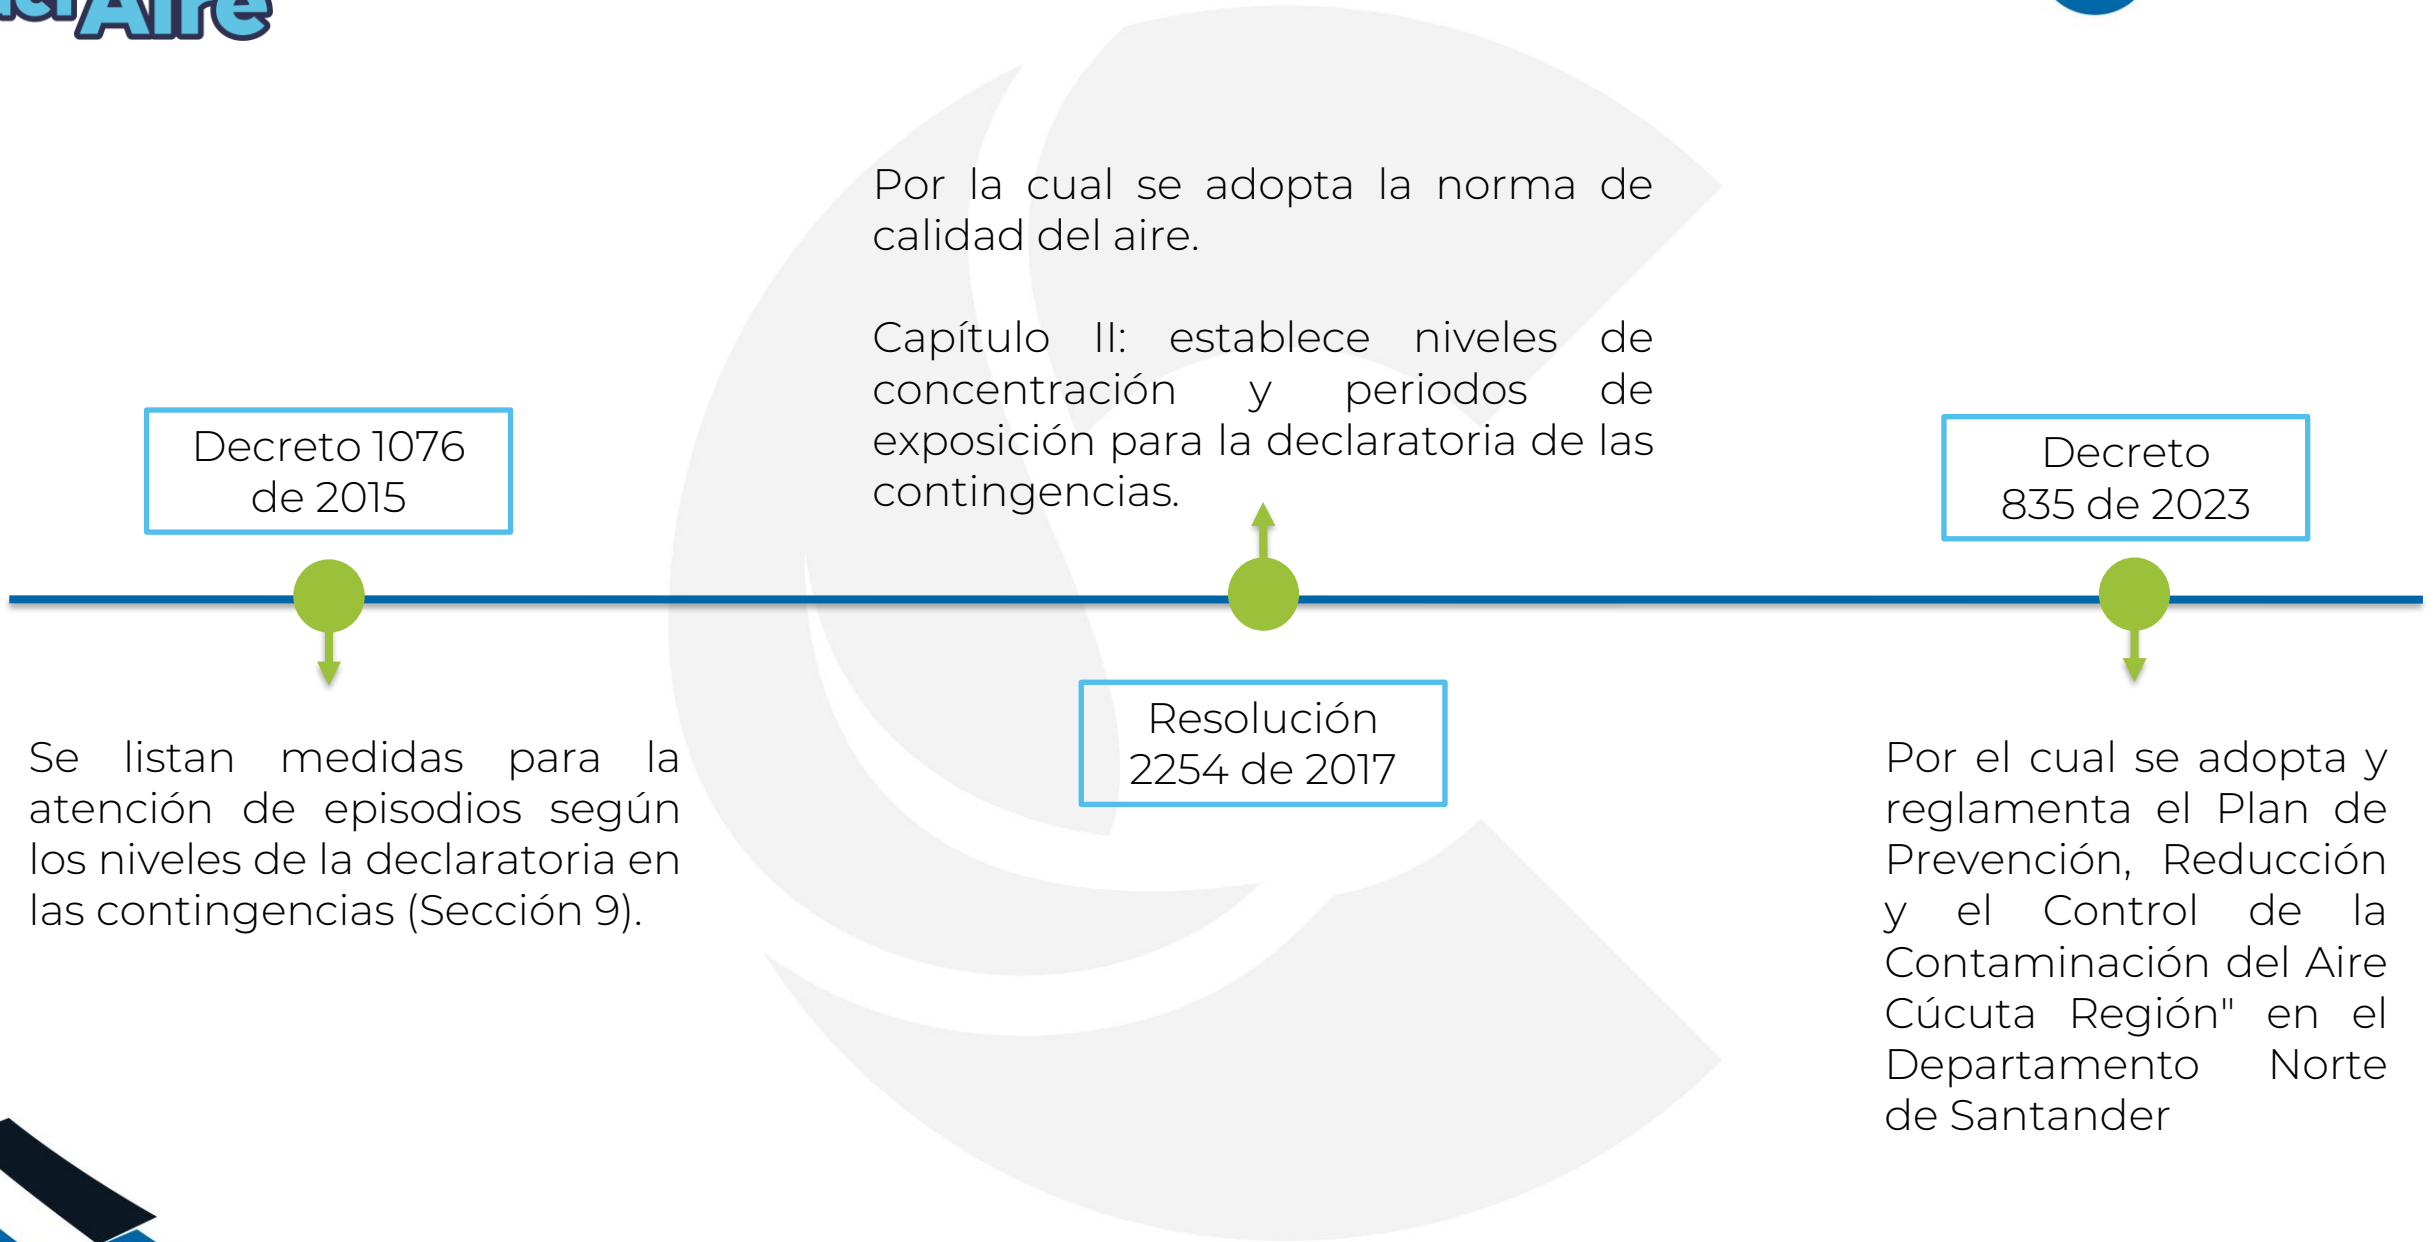 Aire
Decreto 1076
de 2015
Se listan medidas para la
atención de episodios según
los niveles de la declaratoria en
las contingencias (Sección 9).
Por la cual se adopta la norma de
calidad del aire.
Capítulo II: establece niveles de
concentración y periodos de
exposición para la declaratoria de las
contingencias.
Resolución
2254 de 2017
Decreto
835 de 2023
Por el cual se adopta y
reglamenta el Plan de
Prevención, Reducción
y el Control de la
Contaminación del Aire
Cúcuta Región" en el
Departamento Norte
de Santander